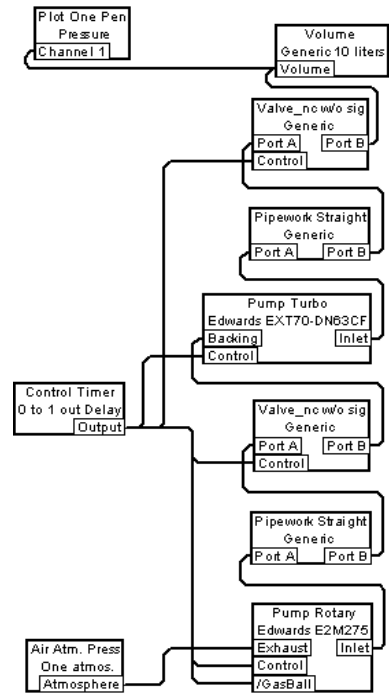 Plot One Pen
Pressure
Channel 1
Volume
Generic 10 liters
Volume
Valve_nc w/o sig
Generic
Port A Port B
Control
Pipework Straight
Generic
Port A Port B
Pump Turbo
Edwards EXT70-DN63CF
Backing Inlet
Control
Control Timer
0 to 1 out Delay
Output
Valve_nc w/o sig
Generic
Port A Port B
Control
Pipework Straight
Generic
Port A Port B
Pump Rotary
Edwards E2M275
Exhaust Inlet
Control
/GasBall
Air Atm. Press
One atmos.
Atmosphere